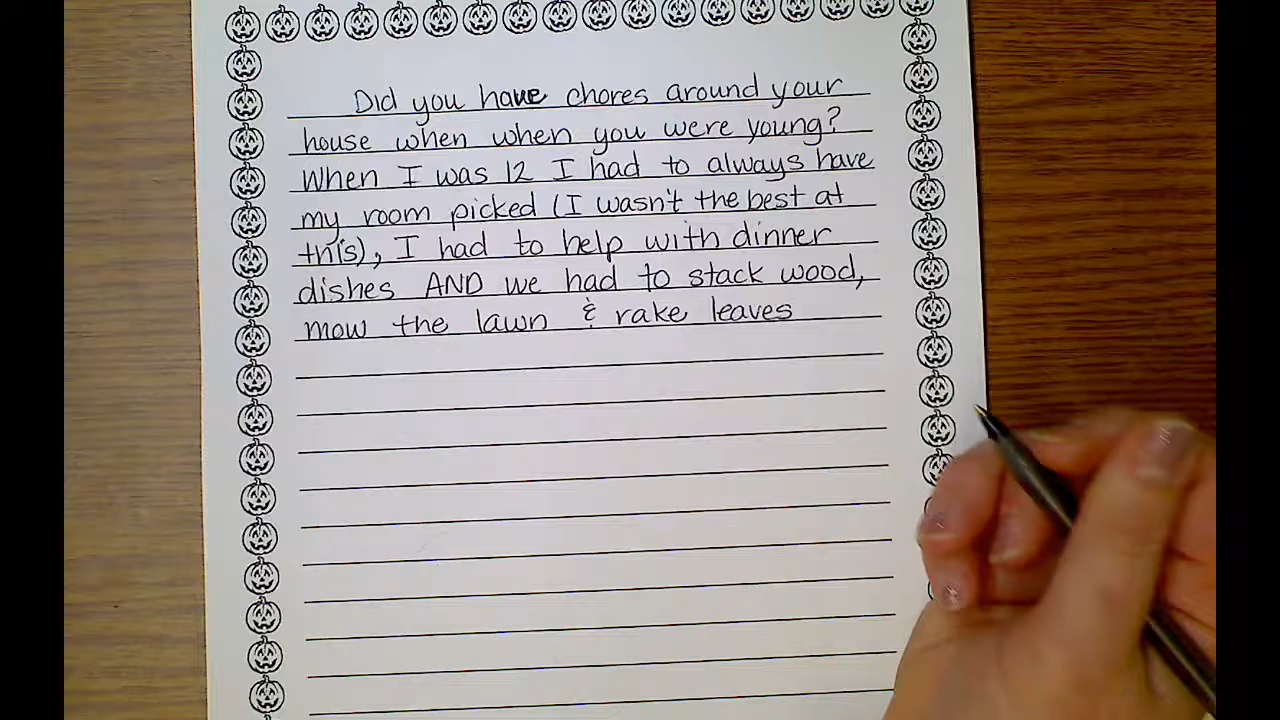 Did you have chores around your
house when when you were young?
When I was 12 I had to always have
my room picked (I wasn't the best at
this), I had to help with dinner
dishes AND we had to stack wood,
mow the lawn & rake leaves